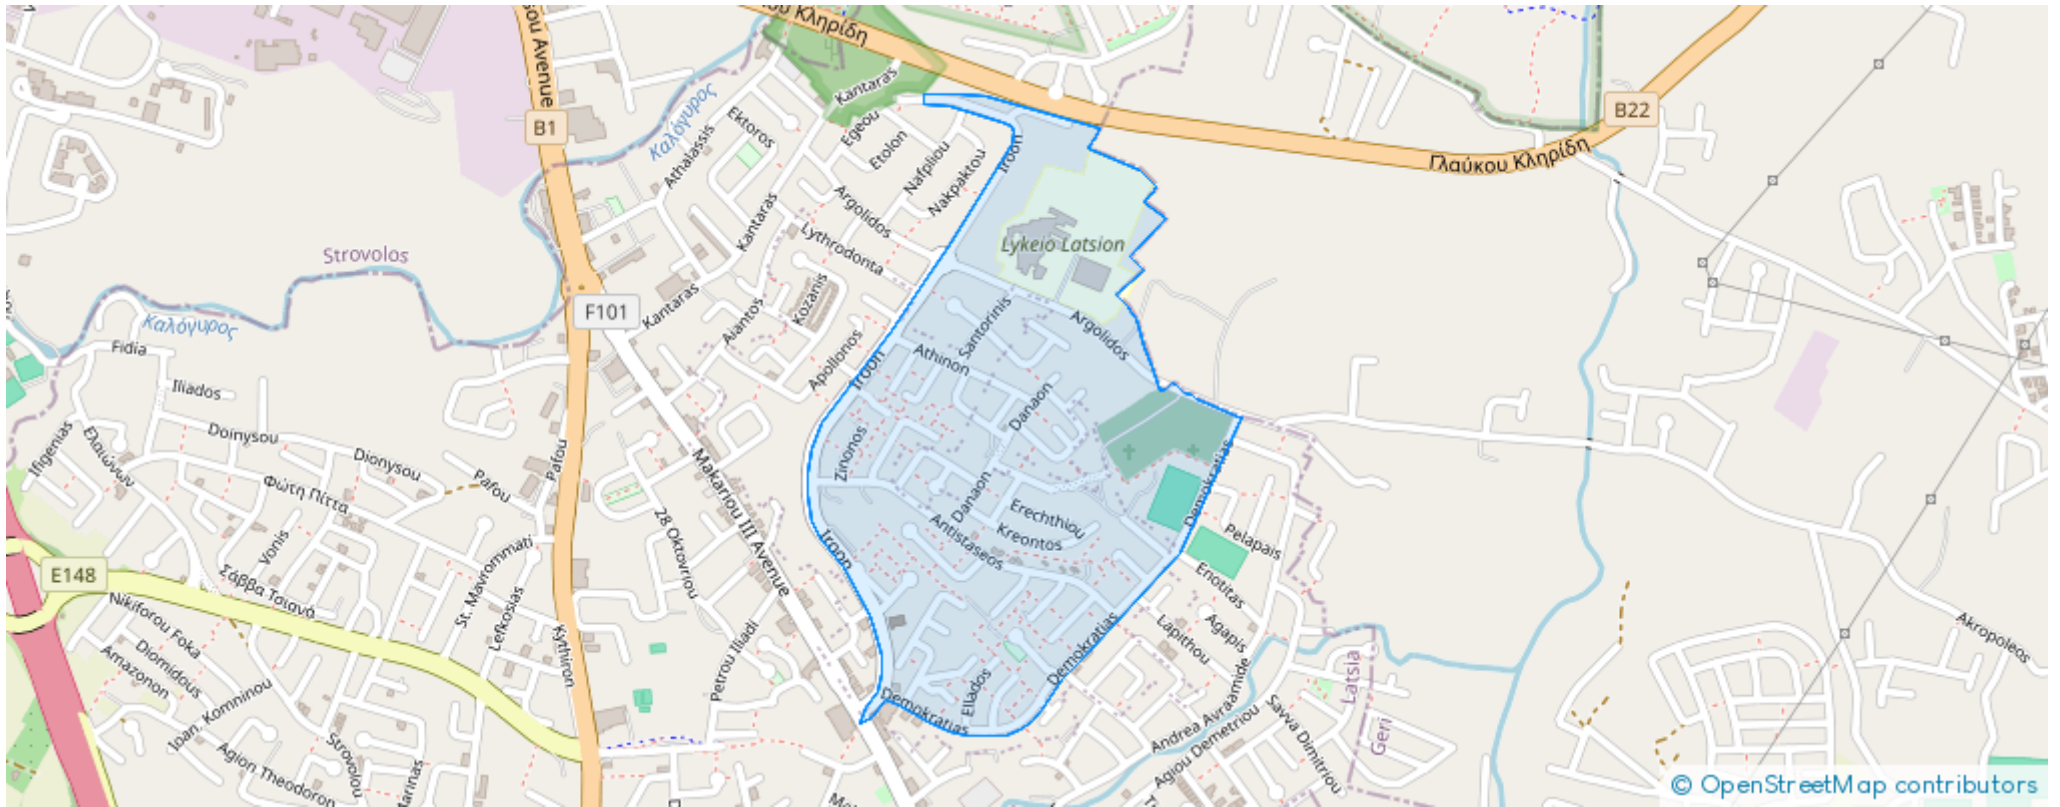 Γλαύκου Κληρίδη
B22
B1
F101
E148
Strovolos
Καλόγυρος
Καλόγυρος
Kantaras
Ektoros
Egeou
Etolon
Athalassis
Nafpliou
Nakpaktou
Argolidos
Lythrodonta
Kantaras
Kantaras
Aiantos
Kozanis
Apollonos
Iroon
Lykeio Latsion
Santorinis
Argolidos
Athinon
Iroon
Danaon
Zinonos
Danaon
Erechthiou
Kreontos
Antistaseos
Iroon
Demokratias
Pelapais
Enotitas
Agapis
Lapithou
Demokratias
Ellados
Demokratias
Andrea Avraamide
Agiou Demetriou
Savva Dimitriou
Latsia
Geri
Akropoleos
Fidia
Iliados
Doinysou
Dionysou
Ifigenias
Ελαιώνων
Φώτη Πίττα
Pafou
Pafou
Makariou III Avenue
28 Oktovriou
Vonis
Σάββα Τσιανά
St. Mavrommati
Lefkosias
Kythiron
Petrou Iliadi
Nikiforou Foka
Diomidous
Amazonon
Ioan. Komninou
Agion Theodoron
Strovolou
© OpenStreetMap contributors